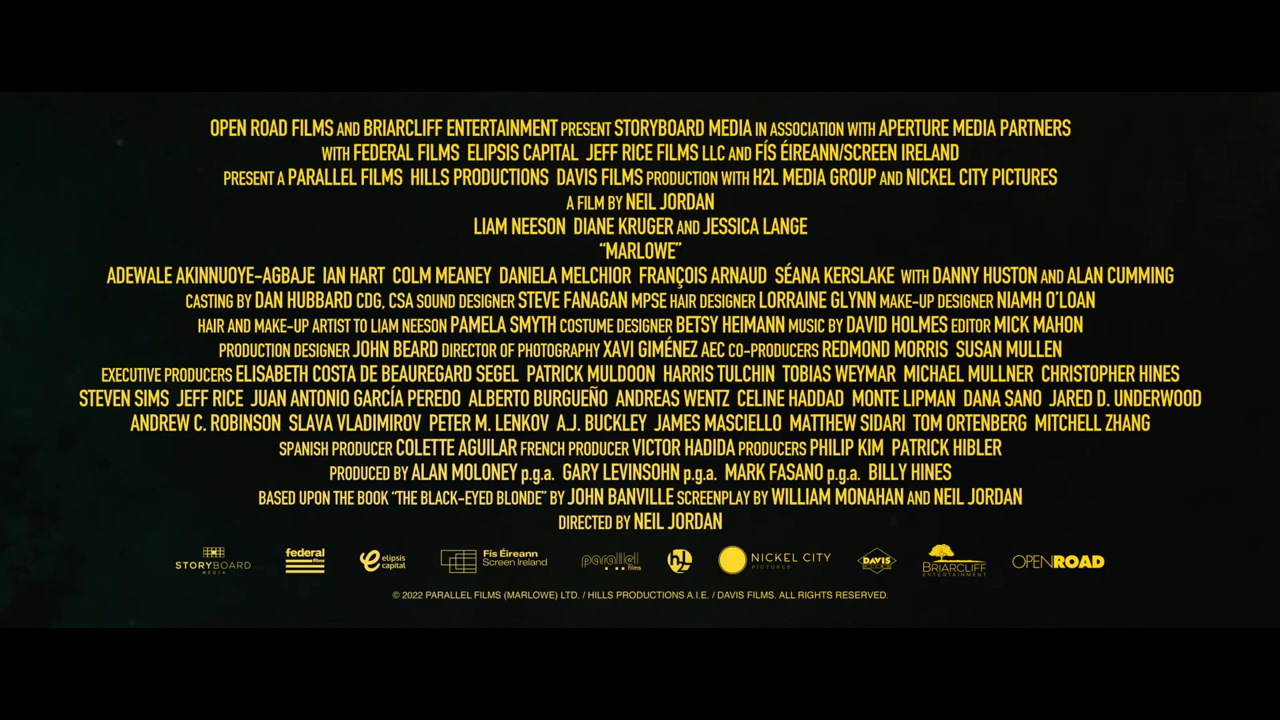 OPEN ROAD FILMS AND BRIARCLIFF ENTERTAINMENT PRESENT STORYBOARD MEDIA IN ASSOCIATION WITH APERTURE MEDIA PARTNERS
WITH FEDERAL FILMS ELIPSIS CAPITAL JEFF RICE FILMS LLC AND FÍS ÉIREANN/SCREEN IRELAND
PRESENT A PARALLEL FILMS HILLS PRODUCTIONS DAVIS FILMS PRODUCTION WITH H2L MEDIA GROUP AND NICKEL CITY PICTURES
A FILM BY NEIL JORDAN
LIAM NEESON DIANE KRUGER AND JESSICA LANGE
“MARLOWE”
ADEWALE AKINNUOYE-AGBAJE IAN HART COLM MEANEY DANIELA MELCHIOR FRANÇOIS ARNAUD SÉANA KERSLAKE WITH DANNY HUSTON AND ALAN CUMMING
CASTING BY DAN HUBBARD CDG, CSA SOUND DESIGNER STEVE FANAGAN MPSE HAIR DESIGNER LORRAINE GLYNN MAKE-UP DESIGNER NIAMH O’LOAN
HAIR AND MAKE-UP ARTIST TO LIAM NEESON PAMELA SMYTH COSTUME DESIGNER BETSY HEIMANN MUSIC BY DAVID HOLMES EDITOR MICK MAHON
PRODUCTION DESIGNER JOHN BEARD DIRECTOR OF PHOTOGRAPHY XAVI GIMÉNEZ AEC CO-PRODUCERS REDMOND MORRIS SUSAN MULLEN
EXECUTIVE PRODUCERS ELISABETH COSTA DE BEAUREGARD SEGEL PATRICK MULDOON HARRIS TULCHIN TOBIAS WEYMAR MICHAEL MULLNER CHRISTOPHER HINES
STEVEN SIMS JEFF RICE JUAN ANTONIO GARCÍA PEREDO ALBERTO BURGUEÑO ANDREAS WENTZ CELINE HADDAD MONTE LIPMAN DANA SANO JARED D. UNDERWOOD
ANDREW C. ROBINSON SLAVA VLADIMIROV PETER M. LENKOV A.J. BUCKLEY JAMES MASCIELLO MATTHEW SIDARI TOM ORTENBERG MITCHELL ZHANG
SPANISH PRODUCER COLETTE AGUILAR FRENCH PRODUCER VICTOR HADIDA PRODUCERS PHILIP KIM PATRICK HIBLER
PRODUCED BY ALAN MOLONEY p.g.a. GARY LEVINSOHN p.g.a. MARK FASANO p.g.a. BILLY HINES
BASED UPON THE BOOK “THE BLACK-EYED BLONDE” BY JOHN BANVILLE SCREENPLAY BY WILLIAM MONAHAN AND NEIL JORDAN
DIRECTED BY NEIL JORDAN
STORYBOARD MEDIA
federal films
elipsis capital
Fís Éireann
Screen Ireland
parallel films
h2l
NICKEL CITY PICTURES
DAVIS
BRIARCLIFF ENTERTAINMENT
OPENROAD
© 2022 PARALLEL FILMS (MARLOWE) LTD. / HILLS PRODUCTIONS A.I.E. / DAVIS FILMS. ALL RIGHTS RESERVED.